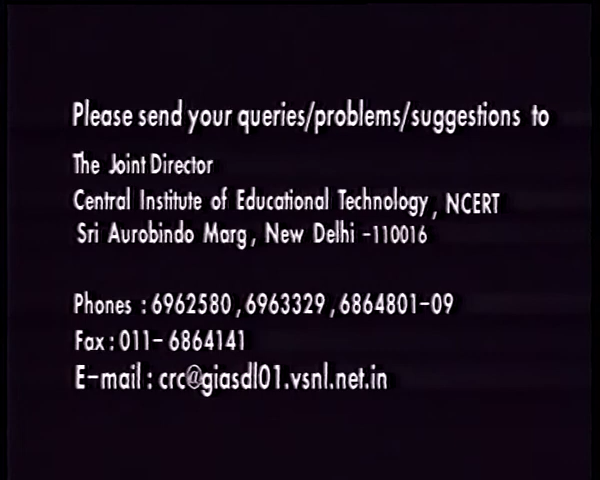 Please send your queries/problems/suggestions to
The Joint Director
Central Institute of Educational Technology, NCERT
Sri Aurobindo Marg, New Delhi -110016
Phones : 6962580, 6963329, 6864801-09
Fax : 011- 6864141
E-mail : crc@giasdl01.vsnl.net.in